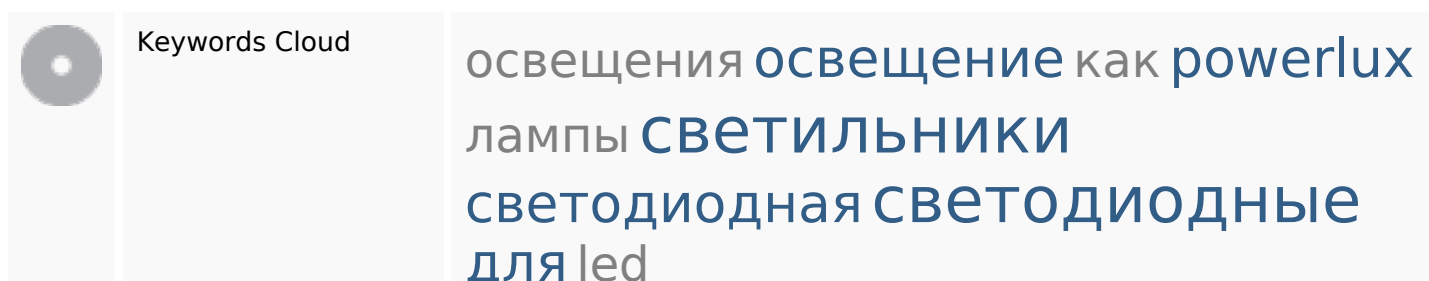 Keywords Cloud
освещения освещение как powerlux
лампы светильники
светодиодная светодиодные
для led